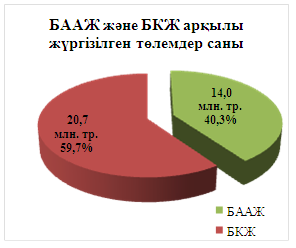 БААЖ және БКЖ арқылы
жүргізілген төлемдер саны
14,0
млн. тр.
40,3%
20,7
млн. тр.
59,7%
БААЖ
БКЖ